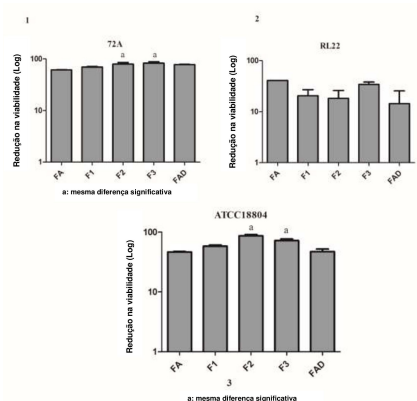 1
72A
Redução na viabilidade (Log)
100
10
1
a
a
FA
F1
F2
F3
FAD
a: mesma diferença significativa
2
RL22
Redução na viabilidade (Log)
100
10
1
FA
F1
F2
F3
FAD
ATCC18804
Redução na viabilidade (Log)
100
10
1
a
a
FA
F1
F2
F3
FAD
3
a: mesma diferença significativa